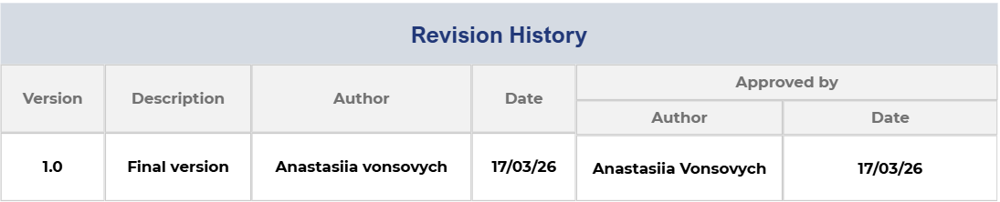 Revision History
Version Description Author Date Approved by
Author Date
1.0 Final version Anastasiia vonsovych 17/03/26 Anastasiia Vonsovych 17/03/26